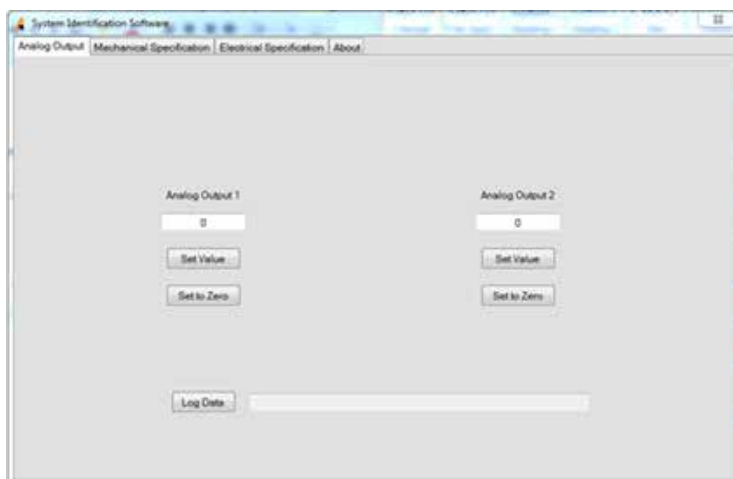 System Identification Software
Analog Output Mechanical Specification Electrical Specification About
Analog Output 1 Analog Output 2
0 0
Set Value Set Value
Set to Zero Set to Zero
Log Data